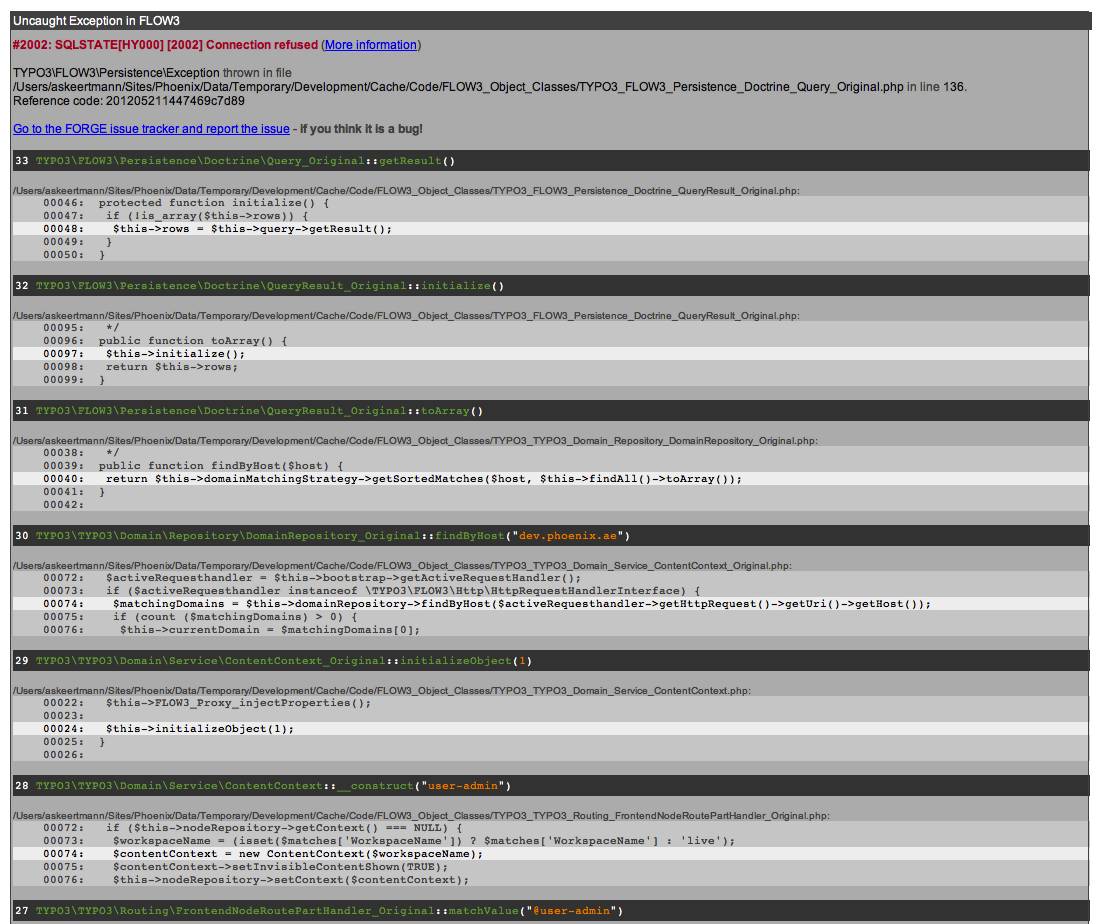 Uncaught Exception in FLOW3
#2002: SQLSTATE[HY000] [2002] Connection refused (More information)
TYPO3\FLOW3\Persistence\Exception thrown in file
/Users/askeertmann/Sites/Phoenix/Data/Temporary/Development/Cache/Code/FLOW3_Object_Classes/TYPO3_FLOW3_Persistence_Doctrine_Query_Original.php in line 136.
Reference code: 201205211447469c7d89
Go to the FORGE issue tracker and report the issue - if you think it is a bug!
33 TYPO3\FLOW3\Persistence\Doctrine\Query_Original::getResult()
/Users/askeertmann/Sites/Phoenix/Data/Temporary/Development/Cache/Code/FLOW3_Object_Classes/TYPO3_FLOW3_Persistence_Doctrine_QueryResult_Original.php:
00046: protected function initialize() {
00047: if (!is_array($this->rows)) {
00048: $this->rows = $this->query->getResult();
00049: }
00050: }
32 TYPO3\FLOW3\Persistence\Doctrine\QueryResult_Original::initialize()
/Users/askeertmann/Sites/Phoenix/Data/Temporary/Development/Cache/Code/FLOW3_Object_Classes/TYPO3_FLOW3_Persistence_Doctrine_QueryResult_Original.php:
00095: */
00096: public function toArray() {
00097: $this->initialize();
00098: return $this->rows;
00099: }
31 TYPO3\FLOW3\Persistence\Doctrine\QueryResult_Original::toArray()
/Users/askeertmann/Sites/Phoenix/Data/Temporary/Development/Cache/Code/FLOW3_Object_Classes/TYPO3_TYPO3_Domain_Repository_DomainRepository_Original.php:
00038: */
00039: public function findByHost($host) {
00040: return $this->domainMatchingStrategy->getSortedMatches($host, $this->findAll()->toArray());
00041: }
00042:
30 TYPO3\TYPO3\Domain\Repository\DomainRepository_Original::findByHost("dev.phoenix.ae")
/Users/askeertmann/Sites/Phoenix/Data/Temporary/Development/Cache/Code/FLOW3_Object_Classes/TYPO3_TYPO3_Domain_Service_ContentContext_Original.php:
00072: $activeRequesthandler = $this->bootstrap->getActiveRequestHandler();
00073: if ($activeRequesthandler instanceof \TYPO3\FLOW3\Http\HttpRequestHandlerInterface) {
00074: $matchingDomains = $this->domainRepository->findByHost($activeRequesthandler->getHttpRequest()->getUri()->getHost());
00075: if (count ($matchingDomains) > 0) {
00076: $this->currentDomain = $matchingDomains[0];
29 TYPO3\TYPO3\Domain\Service\ContentContext_Original::initializeObject(1)
/Users/askeertmann/Sites/Phoenix/Data/Temporary/Development/Cache/Code/FLOW3_Object_Classes/TYPO3_TYPO3_Domain_Service_ContentContext.php:
00022: $this->FLOW3_Proxy_injectProperties();
00023:
00024: $this->initializeObject(1);
00025: }
00026:
28 TYPO3\TYPO3\Domain\Service\ContentContext::__construct("user-admin")
/Users/askeertmann/Sites/Phoenix/Data/Temporary/Development/Cache/Code/FLOW3_Object_Classes/TYPO3_TYPO3_Routing_FrontendNodeRoutePartHandler_Original.php:
00072: if ($this->nodeRepository->getContext() === NULL) {
00073: $workspaceName = (isset($matches['WorkspaceName']) ? $matches['WorkspaceName'] : 'live');
00074: $contentContext = new ContentContext($workspaceName);
00075: $contentContext->setInvisibleContentShown(TRUE);
00076: $this->nodeRepository->setContext($contentContext);
27 TYPO3\TYPO3\Routing\FrontendNodeRoutePartHandler_Original::matchValue("@user-admin")